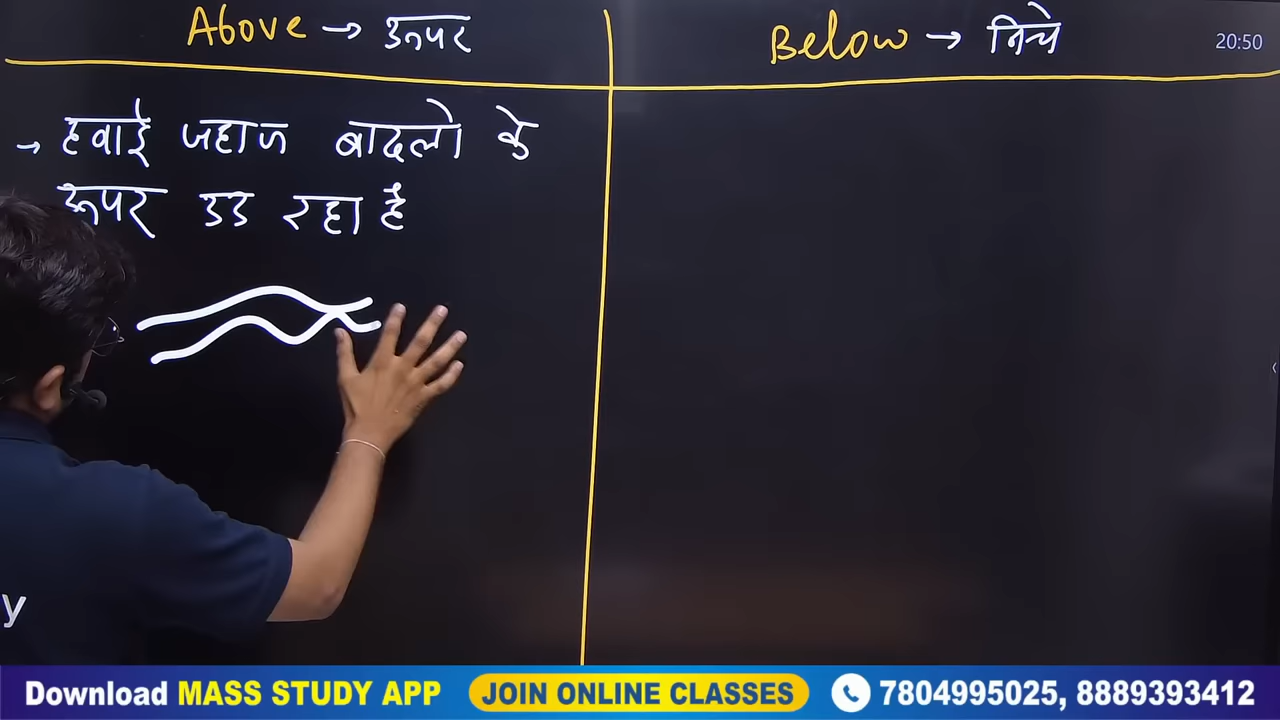 Above → ऊपर
Below → निचे
20:50
→ हवाई जहाज बादलो के
ऊपर उड रहा है
y
Download MASS STUDY APP
JOIN ONLINE CLASSES
7804995025, 8889393412